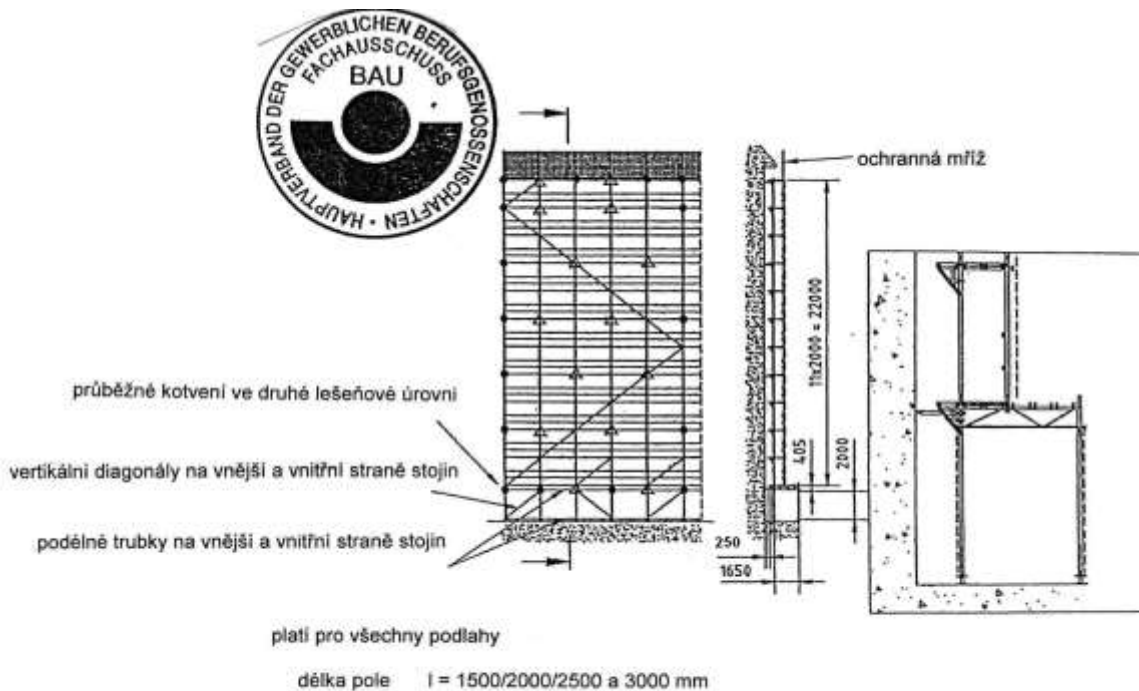 HAUPTVERBAND DER GEWERBLICHEN BERUFSGENOSSENSCHAFTEN •
FACHAUSSCHUSS
BAU
ochranná mříž
11x2000 = 22000
405
2000
250
1650
průběžné kotvení ve druhé lešeňové úrovni
vertikální diagonály na vnější a vnitřní straně stojin
podélné trubky na vnější a vnitřní straně stojin
platí pro všechny podlahy
délka pole l = 1500/2000/2500 a 3000 mm